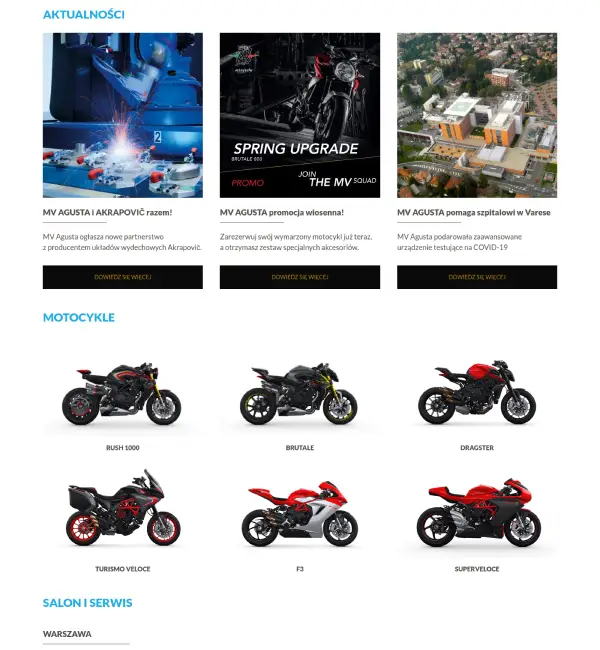 AKTUALNOŚCI
2
SPRING UPGRADE
BRUTALE 800
PROMO
JOIN
THE MV SQUAD
MV AGUSTA i AKRAPOVIČ razem!
MV Agusta ogłasza nowe partnerstwo
z producentem układów wydechowych Akrapovič.
DOWIEDZ SIĘ WIĘCEJ
MV AGUSTA promocja wiosenna!
Zarezerwuj swój wymarzony motocykl już teraz,
a otrzymasz zestaw specjalnych akcesoriów.
DOWIEDZ SIĘ WIĘCEJ
MV AGUSTA pomaga szpitalowi w Varese
MV Agusta podarowała zaawansowane
urządzenie testujące na COVID-19
DOWIEDZ SIĘ WIĘCEJ
MOTOCYKLE
RUSH 1000
BRUTALE
DRAGSTER
TURISMO VELOCE
F3
SUPERVELOCE
SALON I SERWIS
WARSZAWA